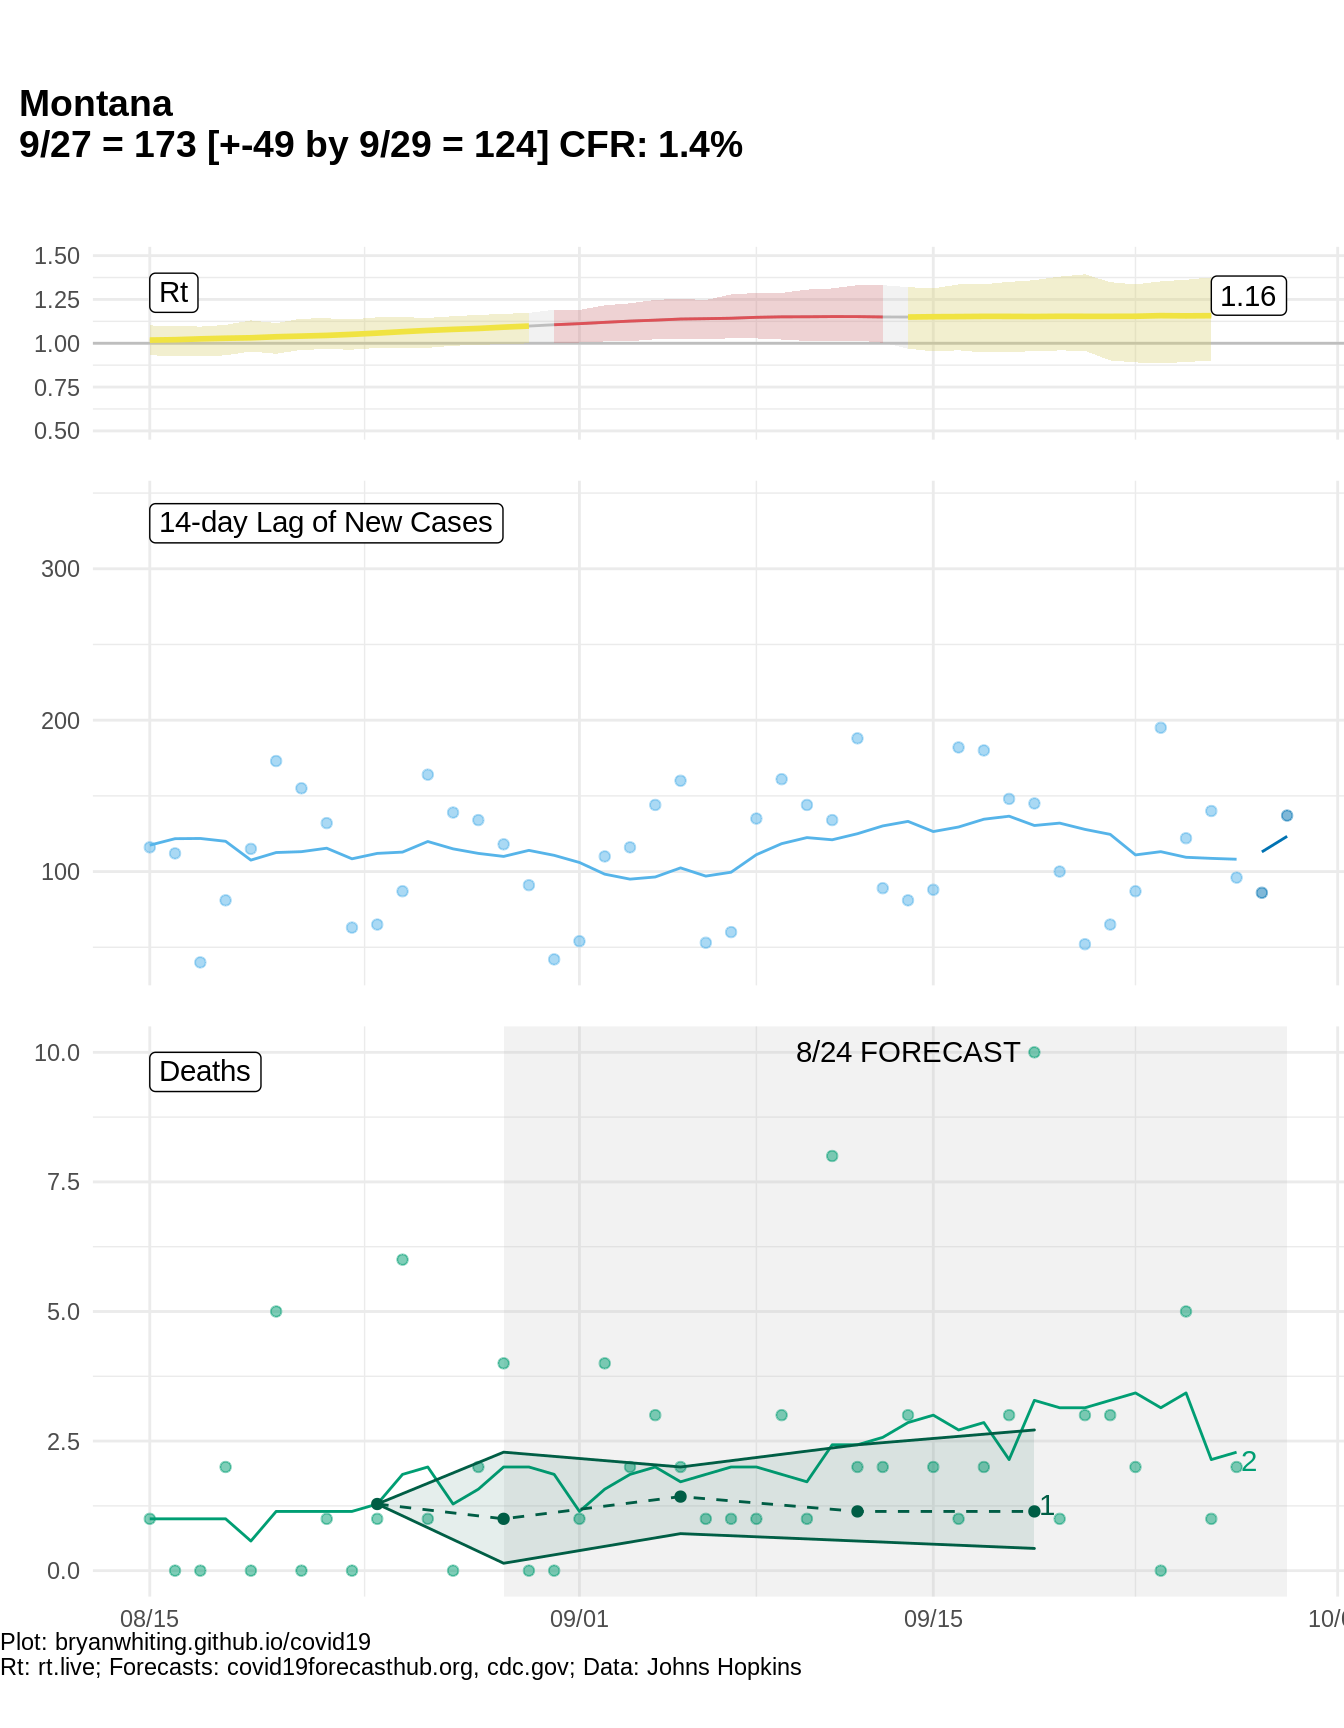 Montana
9/27 = 173 [+-49 by 9/29 = 124] CFR: 1.4%
1.50
1.25
1.00
0.75
0.50
Rt
1.16
14-day Lag of New Cases
300
200
100
Deaths
8/24 FORECAST
10.0
7.5
5.0
2.5
0.0
2
1
08/15
09/01
09/15
10/0
Plot: bryanwhiting.github.io/covid19
Rt: rt.live; Forecasts: covid19forecasthub.org, cdc.gov; Data: Johns Hopkins